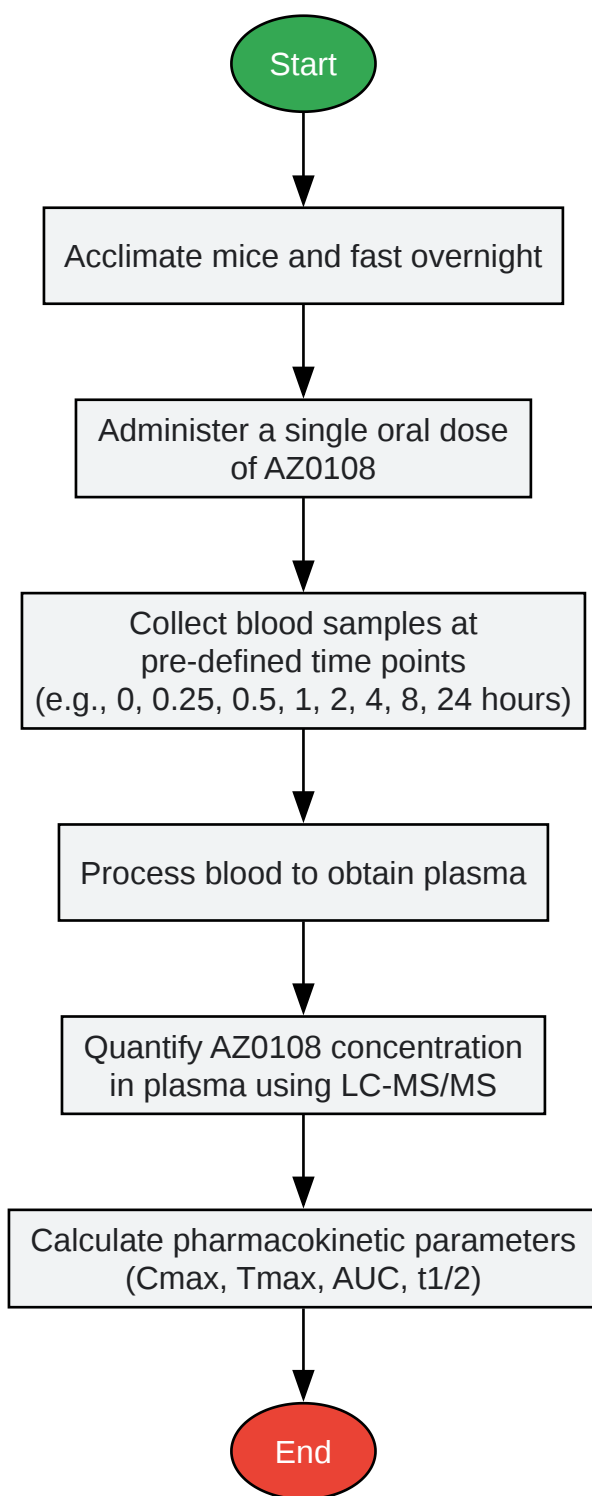 Start
Acclimate mice and fast overnight
Administer a single oral dose
of AZ0108
Collect blood samples at
pre-defined time points
(e.g., 0, 0.25, 0.5, 1, 2, 4, 8, 24 hours)
Process blood to obtain plasma
Quantify AZ0108 concentration
in plasma using LC-MS/MS
Calculate pharmacokinetic parameters
(Cmax, Tmax, AUC, t1/2)
End